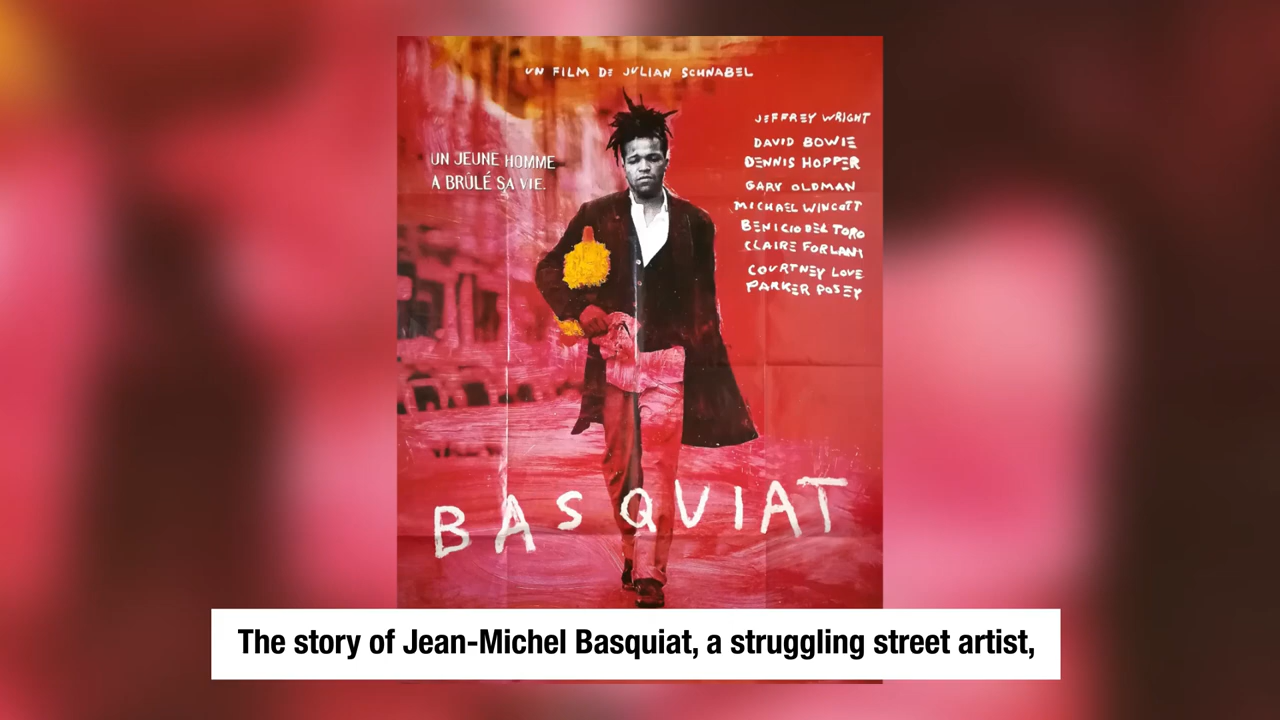 UN FILM DE JULIAN SCHNABEL
JEFFREY WRIGHT
DAVID BOWIE
DENNIS HOPPER
GARY OLDMAN
MICHAEL WINCOTT
BENICIO DEL TORO
CLAIRE FORLANI
COURTNEY LOVE
PARKER POSEY
UN JEUNE HOMME
A BRÛLÉ SA VIE.
BASQUIAT
The story of Jean-Michel Basquiat, a struggling street artist,